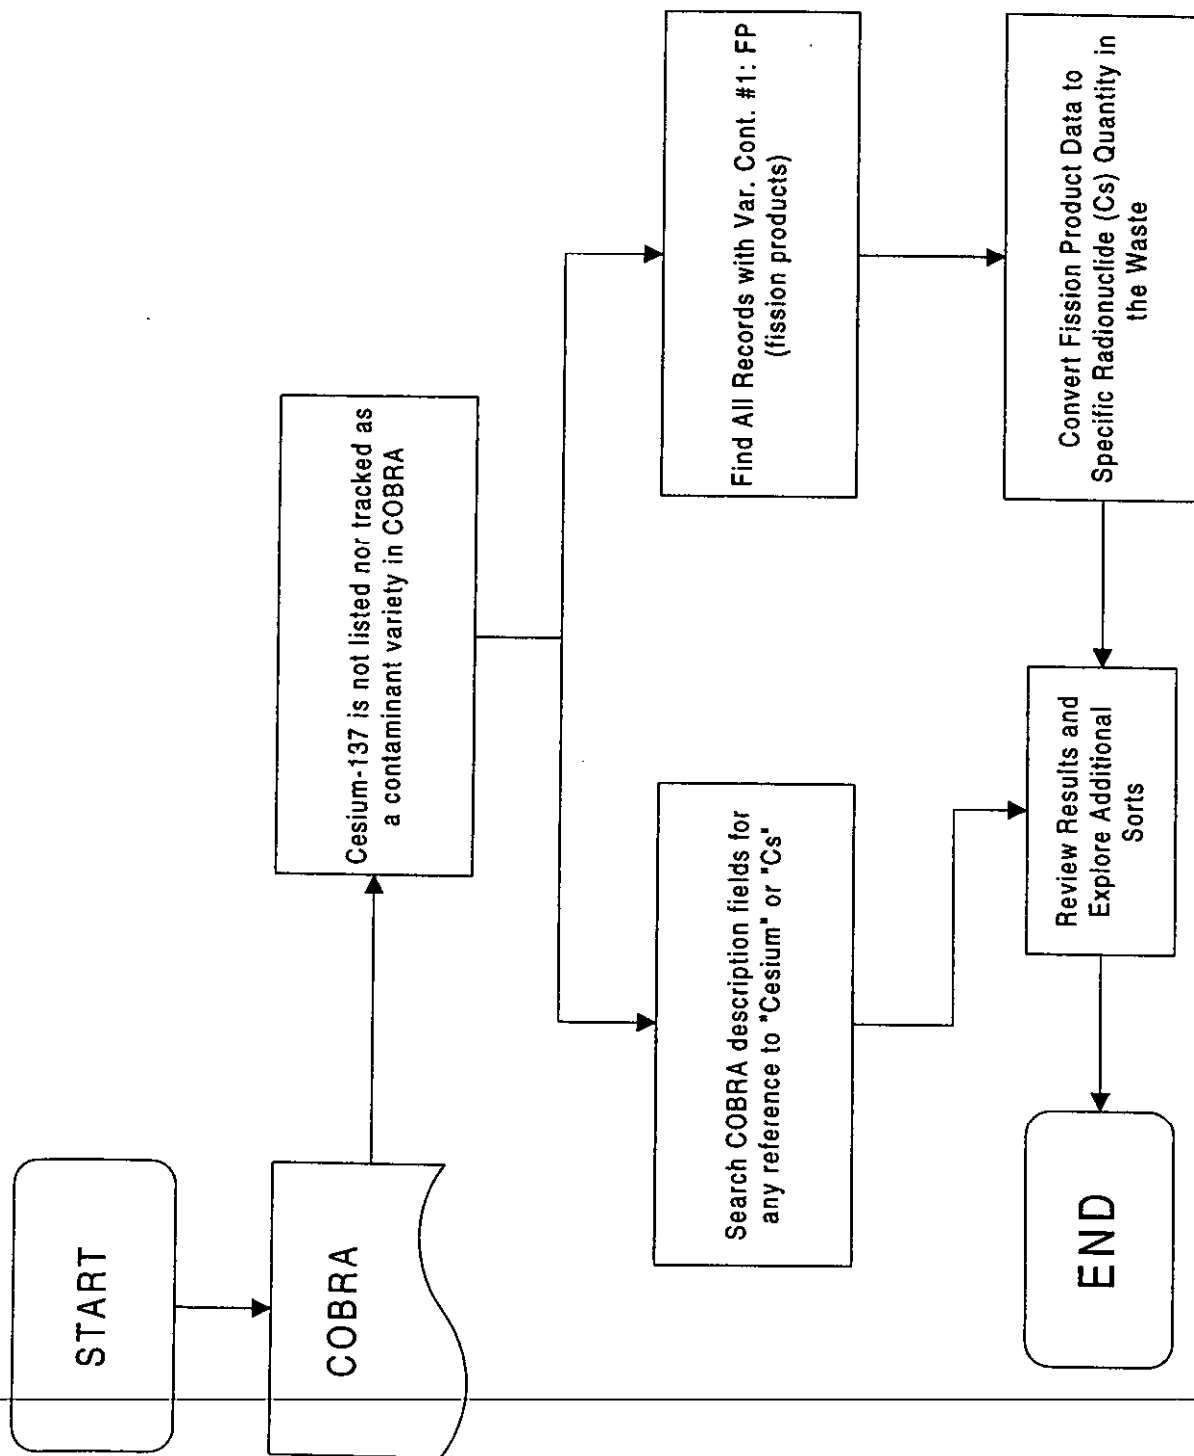 START
COBRA
Cesium-137 is not listed nor tracked as
a contaminant variety in COBRA
Search COBRA description fields for
any reference to "Cesium" or "Cs"
Find All Records with Var. Cont. #1: FP
(fission products)
Convert Fission Product Data to
Specific Radionuclide (Cs) Quantity in
the Waste
Review Results and
Explore Additional
Sorts
END